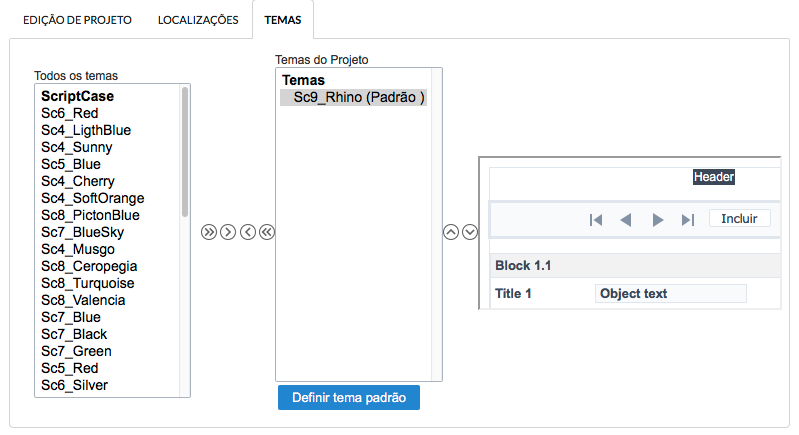 EDIÇÃO DE PROJETO
LOCALIZAÇÕES
TEMAS
Todos os temas
ScriptCase
Sc6_Red
Sc4_LigthBlue
Sc4_Sunny
Sc5_Blue
Sc4_Cherry
Sc4_SoftOrange
Sc8_PictonBlue
Sc7_BlueSky
Sc4_Musgo
Sc8_Ceropegia
Sc8_Turquoise
Sc8_Valencia
Sc7_Blue
Sc7_Black
Sc7_Green
Sc5_Red
Sc6_Silver
Temas do Projeto
Temas
Sc9_Rhino (Padrão )
Definir tema padrão
Header
Incluir
Block 1.1
Title 1
Object text